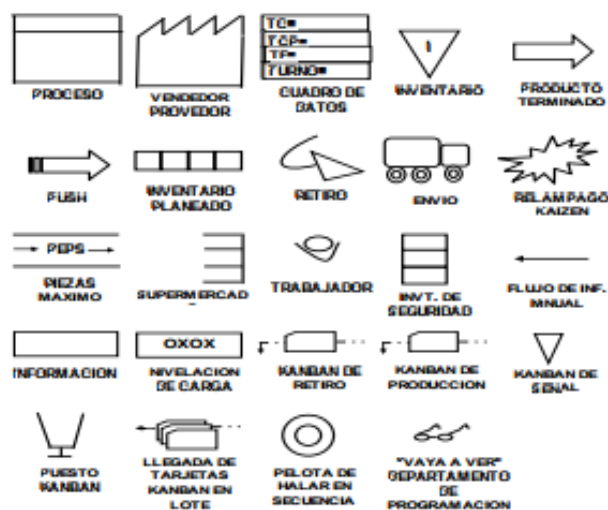 TC=
TCP=
TF=
TURNO=
I
PROCESO
VENDEDOR
PROVEDOR
CUADRO DE
DATOS
INVENTARIO
PRODUCTO
TERMINADO
PUSH
INVENTARIO
PLANEADO
RETIRO
ENVIO
RELAMPAGO
KAIZEN
PEPS
PIEZAS
MAXIMO
SUPERMERCAD
TRABAJADOR
INVT. DE
SEGURIDAD
FLUJO DE INF.
MNUAL
INFORMACION
OXOX
NIVELACION
DE CARGA
KANBAN DE
RETIRO
KANBAN DE
PRODUCCION
KANBAN DE
SEÑAL
PUESTO
KANBAN
LLEGADA DE
TARJETAS
KANBAN EN
LOTE
PELOTA DE
HALAR EN
SECUENCIA
"VAYA A VER"
DEPARTAMENTO
DE
PROGRAMACION